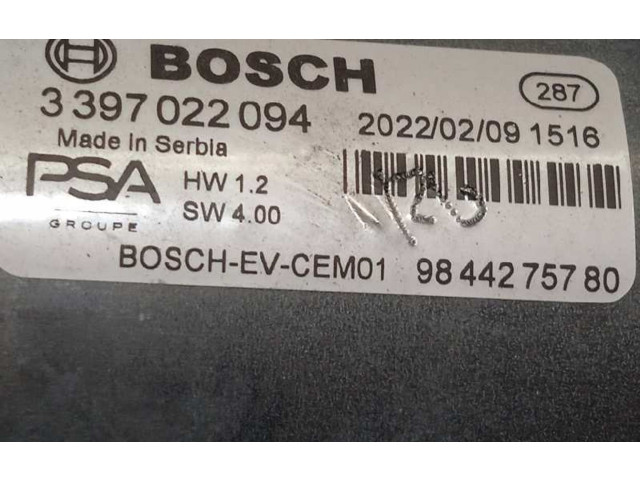 BOSCH
287
3 397 022 094
2022/02/09 1516
Made in Serbia
PSA
GROUPE
HW 1.2
SW 4.00
BOSCH-EV-CEM01
98 442 757 80